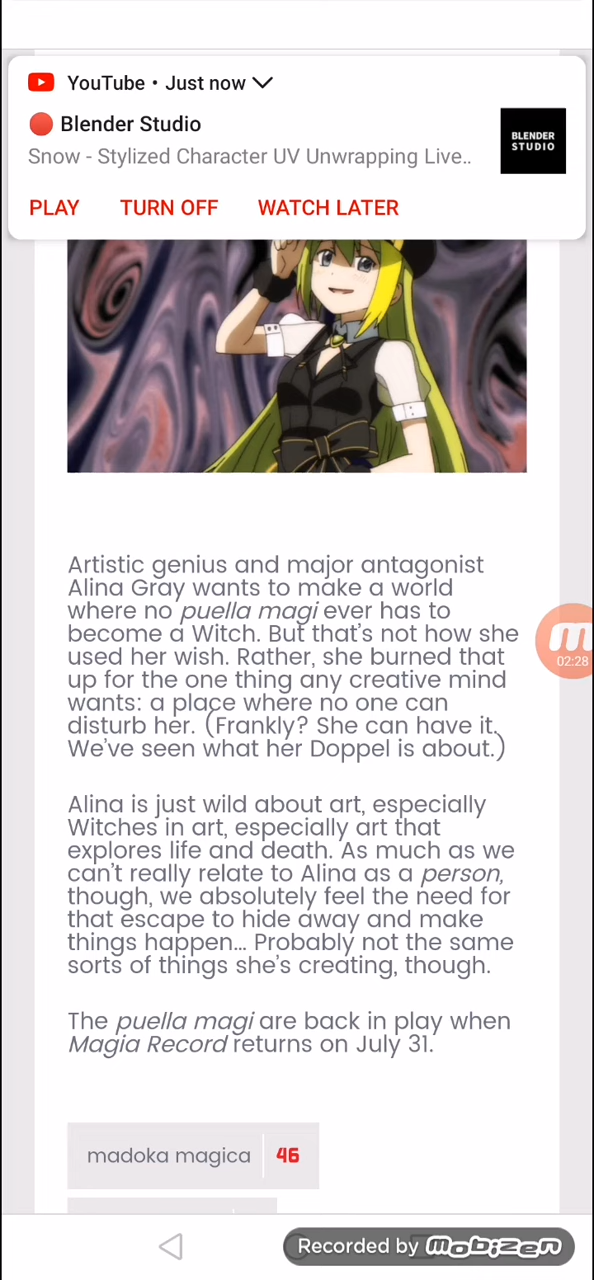 YouTube • Just now
🔴 Blender Studio
Snow - Stylized Character UV Unwrapping Live..
BLENDER
STUDIO
PLAY TURN OFF WATCH LATER
Artistic genius and major antagonist
Alina Gray wants to make a world
where no puella magi ever has to
become a Witch. But that's not how she
used her wish. Rather, she burned that
up for the one thing any creative mind
wants: a place where no one can
disturb her. (Frankly? She can have it.
We've seen what her Doppel is about.)
Alina is just wild about art, especially
Witches in art, especially art that
explores life and death. As much as we
can't really relate to Alina as a person,
though, we absolutely feel the need for
that escape to hide away and make
things happen... Probably not the same
sorts of things she's creating, though.
The puella magi are back in play when
Magia Record returns on July 31.
m
02:28
madoka magica 46
Recorded by mobizen